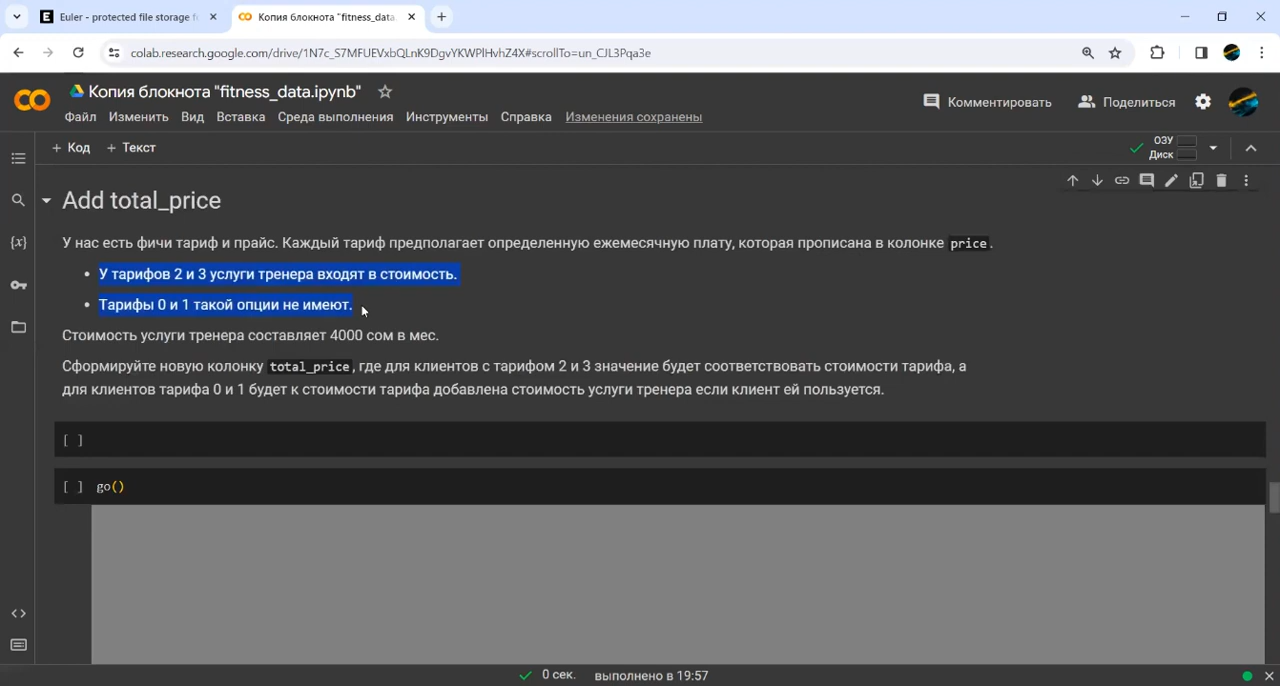 Euler - protected file storage f
Копия блокнота "fitness_data.
colab.research.google.com/drive/1N7c_S7MFUEVxbQLnK9DgvYKWPlHvhZ4X#scrollTo=un_CJL3Pqa3e
Копия блокнота "fitness_data.ipynb"
Комментировать
Поделиться
Файл Изменить Вид Вставка Среда выполнения Инструменты Справка Изменения сохранены
+ Код + Текст
ОЗУ
Диск
Add total_price
У нас есть фичи тариф и прайс. Каждый тариф предполагает определенную ежемесячную плату, которая прописана в колонке price.
• У тарифов 2 и 3 услуги тренера входят в стоимость.
• Тарифы 0 и 1 такой опции не имеют.
Стоимость услуги тренера составляет 4000 сом в мес.
Сформируйте новую колонку total_price, где для клиентов с тарифом 2 и 3 значение будет соответствовать стоимости тарифа, а
для клиентов тарифа 0 и 1 будет к стоимости тарифа добавлена стоимость услуги тренера если клиент ей пользуется.
[ ]
[ ] go()
0 сек. выполнено в 19:57